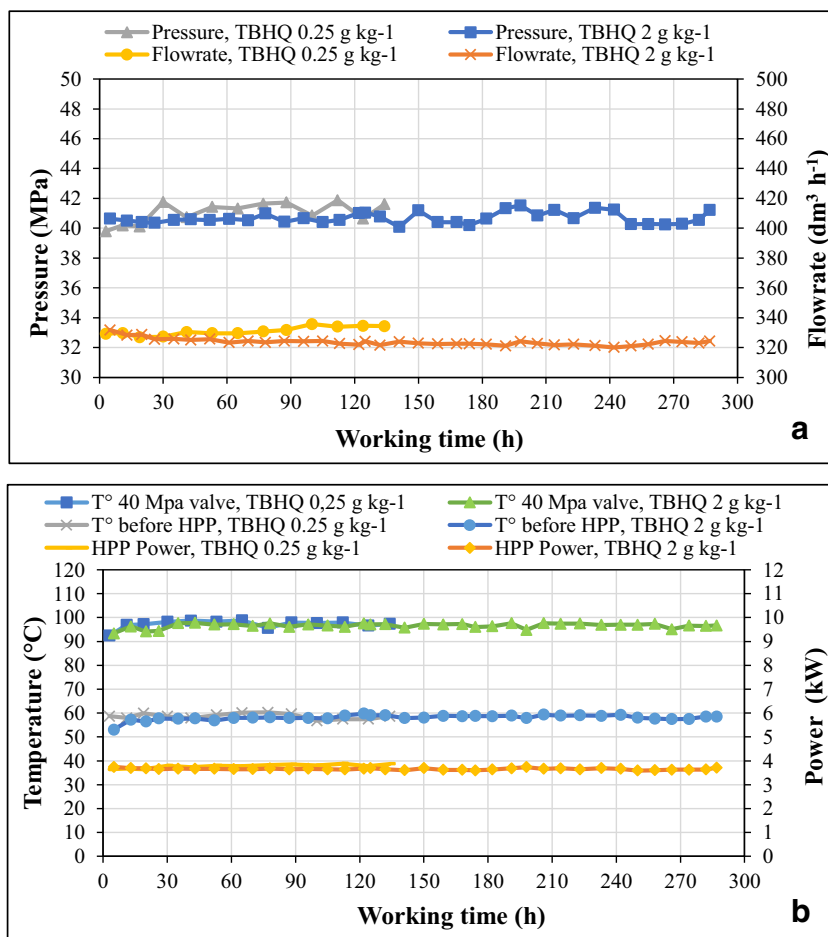 Pressure, TBHQ 0.25 g kg-1 Pressure, TBHQ 2 g kg-1
Flowrate, TBHQ 0.25 g kg-1 Flowrate, TBHQ 2 g kg-1
50 500
48 480
46 460
44 440
42 420
40 400
38 380
36 360
34 340
32 320
30 300
Pressure (MPa)
Flowrate (dm³ h⁻¹)
0 30 60 90 120 150 180 210 240 270 300
Working time (h)
a
T° 40 Mpa valve, TBHQ 0,25 g kg-1 T° 40 Mpa valve, TBHQ 2 g kg-1
T° before HPP, TBHQ 0.25 g kg-1 T° before HPP, TBHQ 2 g kg-1
HPP Power, TBHQ 0.25 g kg-1 HPP Power, TBHQ 2 g kg-1
120 12
110 11
100 10
90 9
80 8
70 7
60 6
50 5
40 4
30 3
20 2
10 1
0 0
Temperature (°C)
Power (kW)
0 30 60 90 120 150 180 210 240 270 300
Working time (h)
b